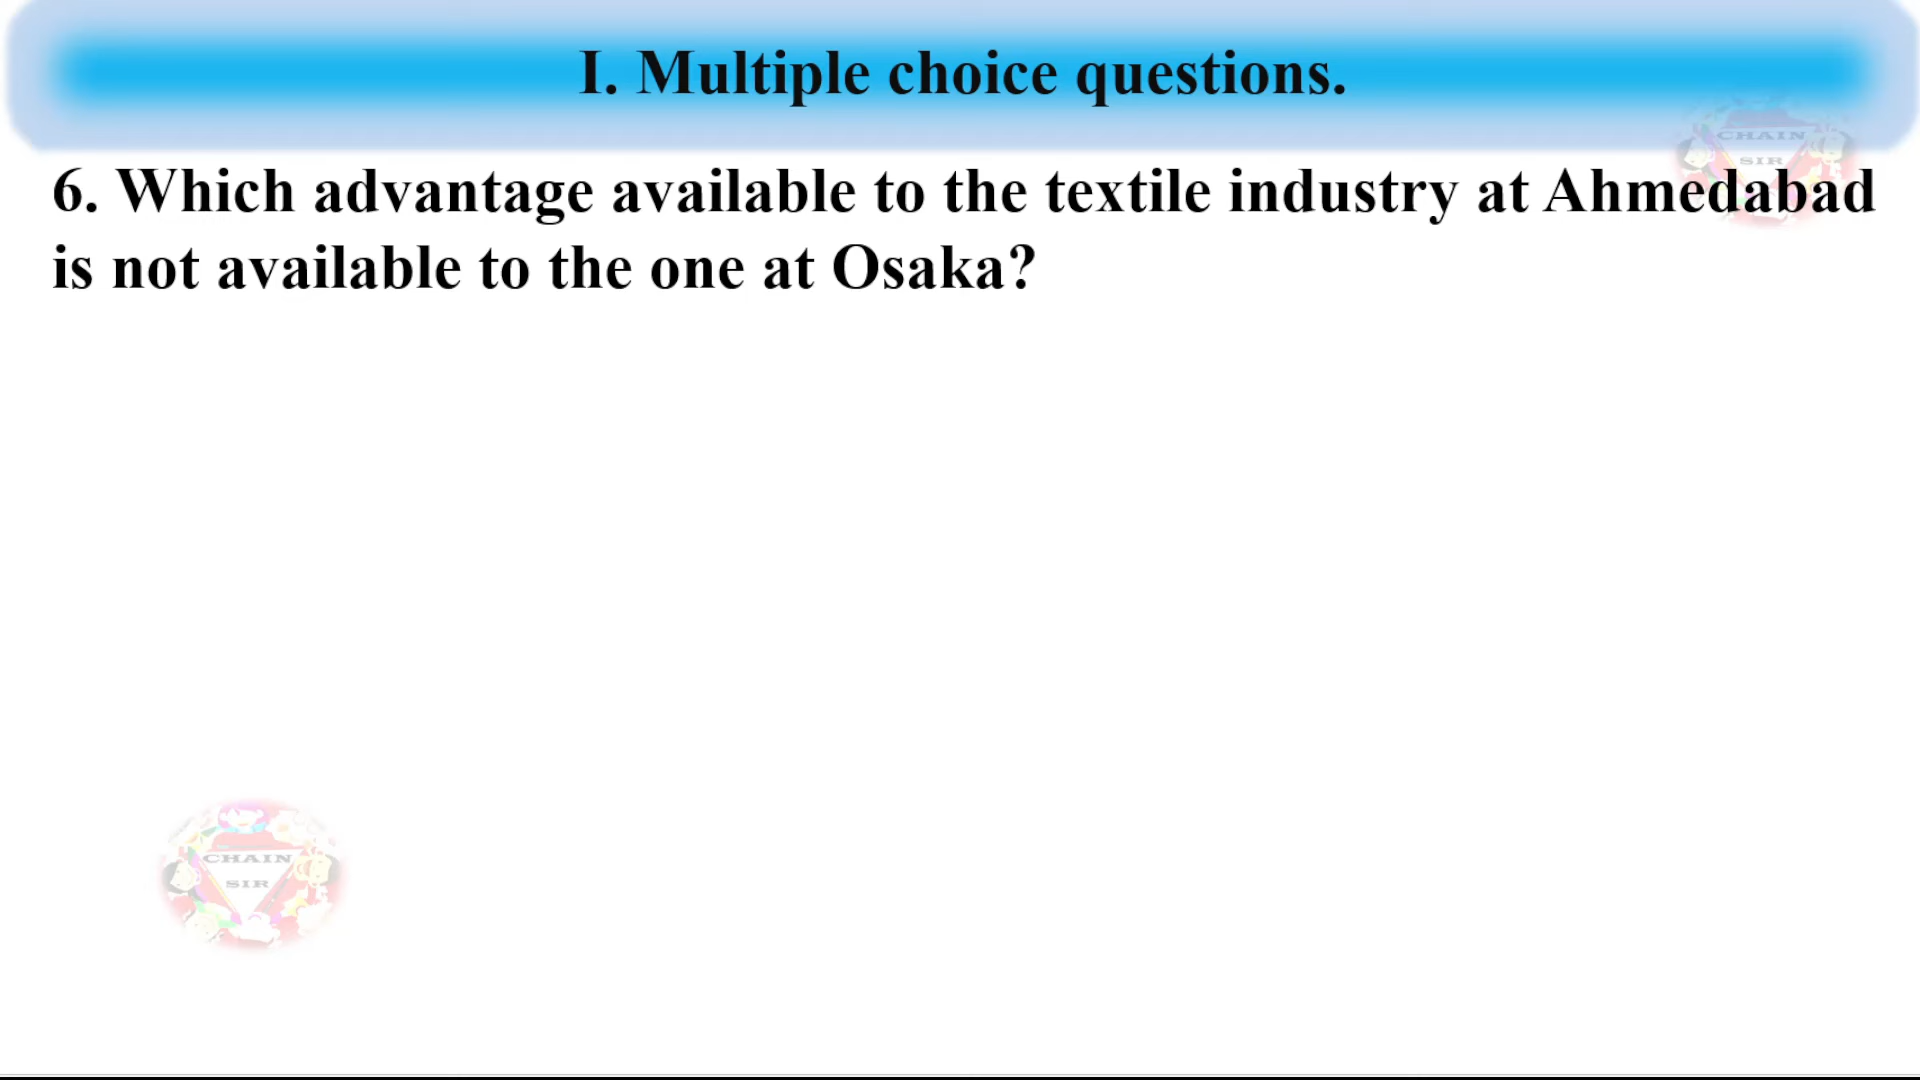 I. Multiple choice questions.
CHAIN
SIR
6. Which advantage available to the textile industry at Ahmedabad
is not available to the one at Osaka?
CHAIN
SIR